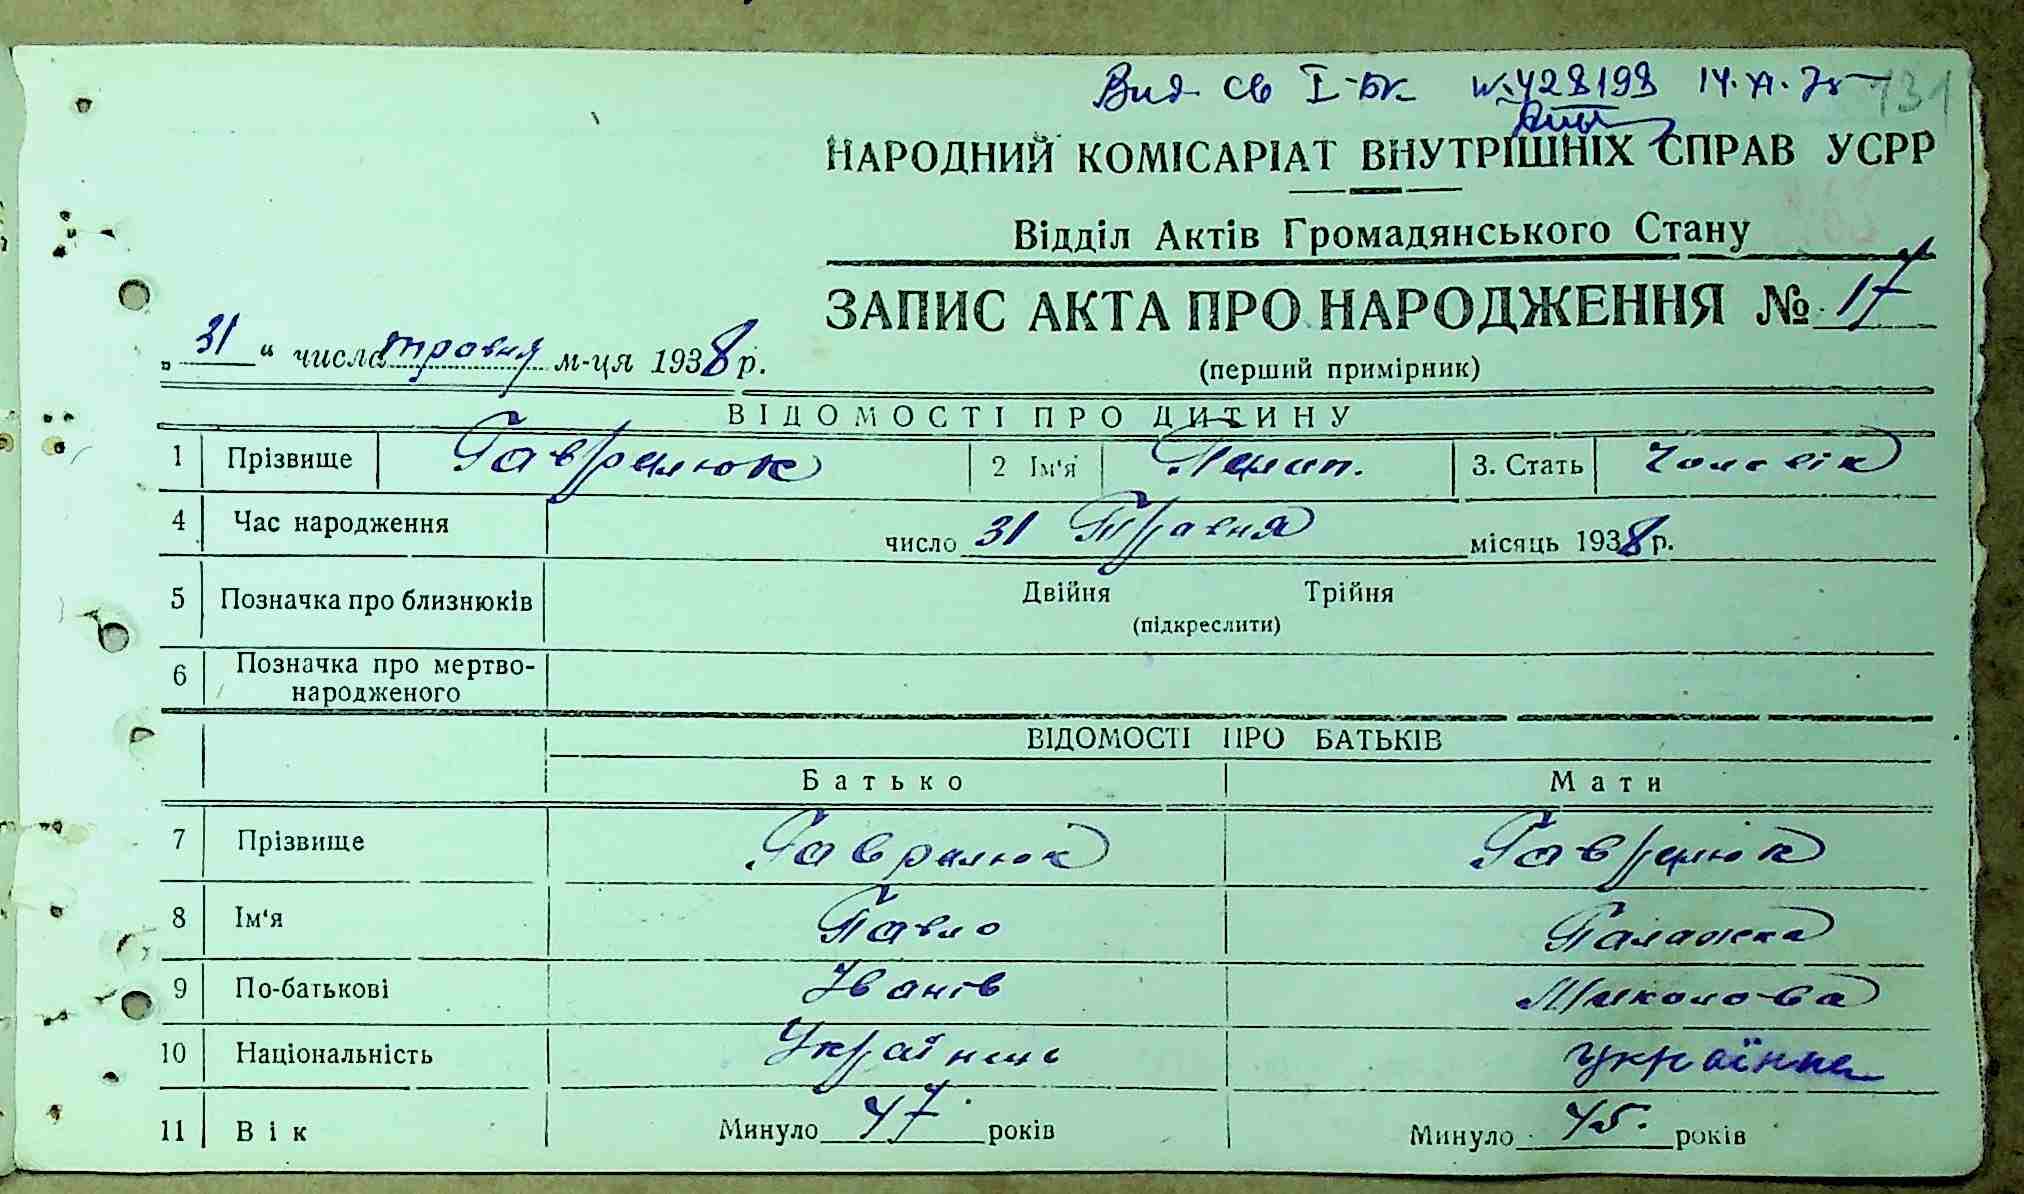 Вид. св I-БК № 428198 14. 131
НАРОДНИЙ КОМІСАРІАТ ВНУТРІШНІХ СПРАВ УСРР
Відділ Актів Громадянського Стану
ЗАПИС АКТА ПРО НАРОДЖЕННЯ № 17
„ 31 “ числа травня м-ця 1938 р.
(перший примірник)
ВІДОМОСТІ ПРО ДИТИНУ
1 Прізвище Гаврилюк 2 Ім'я 3. Стать Чоловік
4 Час народження число 31 Травня місяць 1938 р.
5 Позначка про близнюків Двійня Трійня
(підкреслити)
6 Позначка про мертво-
народженого
ВІДОМОСТІ ПРО БАТЬКІВ
Батько Мати
7 Прізвище Гаврилюк Гаврилюк
8 Ім'я Павло Палажка
9 По-батькові Іванів Миколова
10 Національність Українець українка
11 Вік Минуло 47 років Минуло 45. років